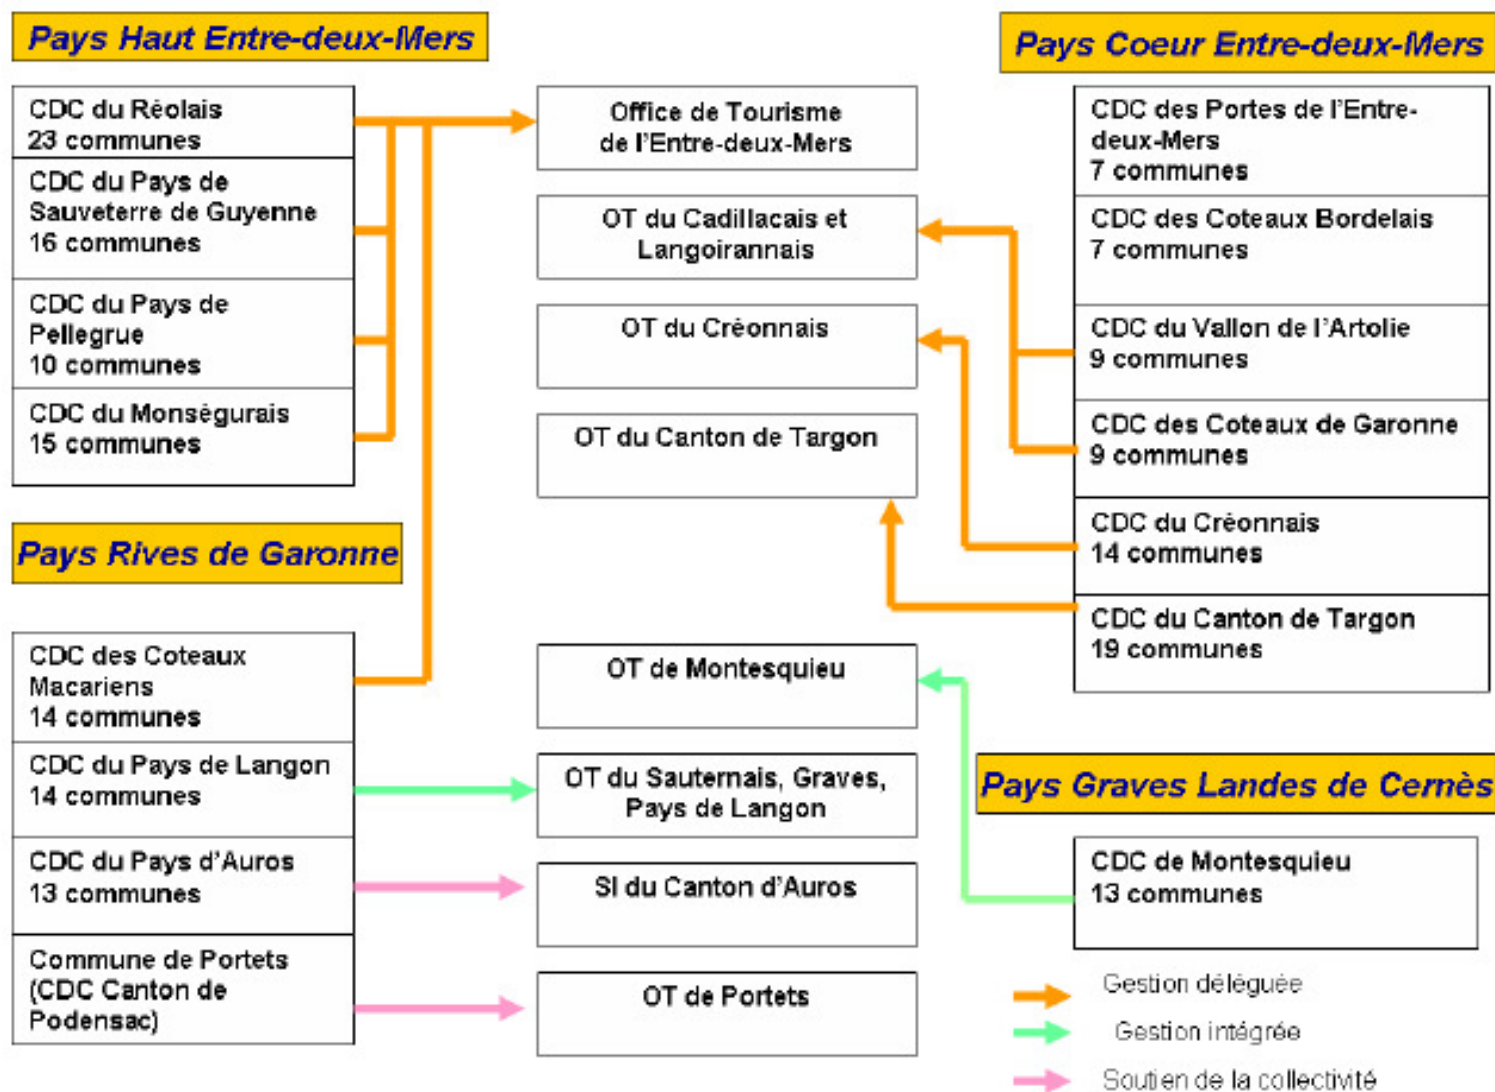 Pays Haut Entre-deux-Mers
CDC du Réolais
23 communes
CDC du Pays de
Sauveterre de Guyenne
16 communes
CDC du Pays de
Pellegrue
10 communes
CDC du Monségurais
15 communes
Pays Rives de Garonne
CDC des Coteaux
Macariens
14 communes
CDC du Pays de Langon
14 communes
CDC du Pays d'Auros
13 communes
Commune de Portets
(CDC Canton de
Podensac)
Office de Tourisme
de l'Entre-deux-Mers
OT du Cadillacais et
Langoirannais
OT du Créonnais
OT du Canton de Targon
OT de Montesquieu
OT du Sauternais, Graves,
Pays de Langon
SI du Canton d'Auros
OT de Portets
Pays Coeur Entre-deux-Mers
CDC des Portes de l'Entre-
deux-Mers
7 communes
CDC des Coteaux Bordelais
7 communes
CDC du Vallon de l'Artolie
9 communes
CDC des Coteaux de Garonne
9 communes
CDC du Créonnais
14 communes
CDC du Canton de Targon
19 communes
Pays Graves Landes de Cernès
CDC de Montesquieu
13 communes
Gestion déléguée
Gestion intégrée
Soutien de la collectivité